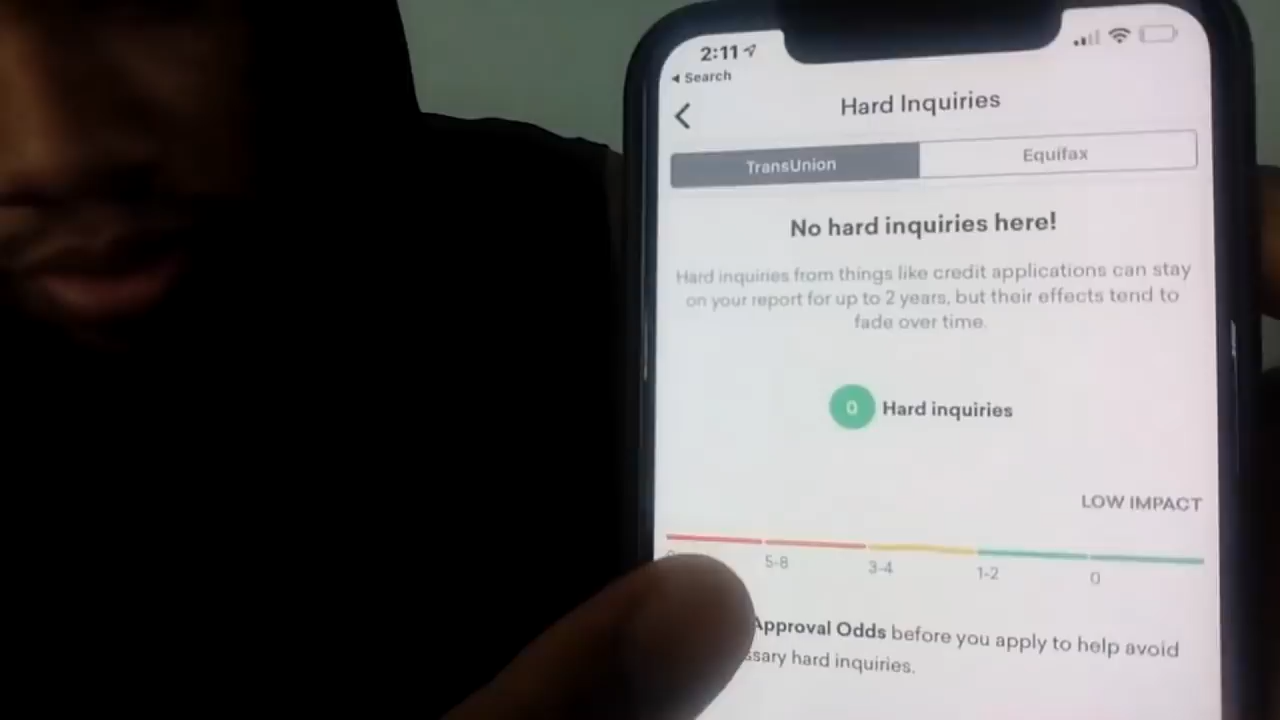 2:11
Search
Hard Inquiries
TransUnion
Equifax
No hard inquiries here!
Hard inquiries from things like credit applications can stay
on your report for up to 2 years, but their effects tend to
fade over time.
0 Hard inquiries
LOW IMPACT
5-8 3-4 1-2 0
Approval Odds before you apply to help avoid
hard inquiries.